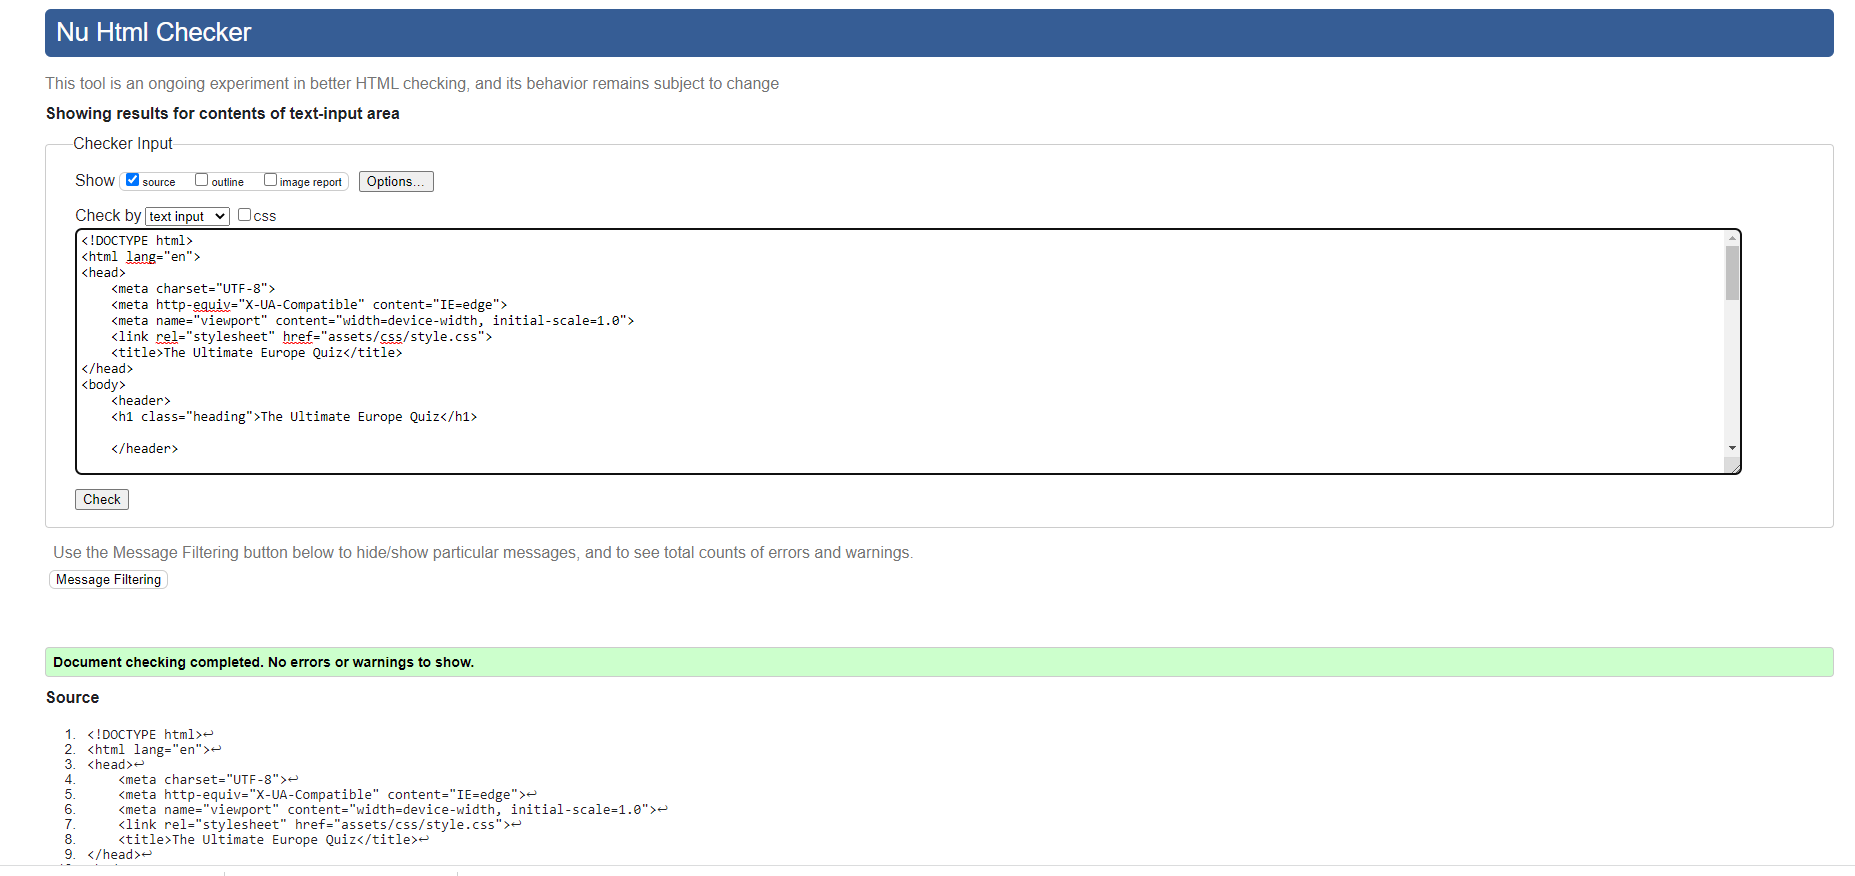 Nu Html Checker
This tool is an ongoing experiment in better HTML checking, and its behavior remains subject to change
Showing results for contents of text-input area
Checker Input
Show source outline image report Options...
Check by text input css
<!DOCTYPE html>
<html lang="en">
<head>
    <meta charset="UTF-8">
    <meta http-equiv="X-UA-Compatible" content="IE=edge">
    <meta name="viewport" content="width=device-width, initial-scale=1.0">
    <link rel="stylesheet" href="assets/css/style.css">
    <title>The Ultimate Europe Quiz</title>
</head>
<body>
    <header>
    <h1 class="heading">The Ultimate Europe Quiz</h1>
    </header>
Check
Use the Message Filtering button below to hide/show particular messages, and to see total counts of errors and warnings.
Message Filtering
Document checking completed. No errors or warnings to show.
Source
1. <!DOCTYPE html>↩
2. <html lang="en">↩
3. <head>↩
4.     <meta charset="UTF-8">↩
5.     <meta http-equiv="X-UA-Compatible" content="IE=edge">↩
6.     <meta name="viewport" content="width=device-width, initial-scale=1.0">↩
7.     <link rel="stylesheet" href="assets/css/style.css">↩
8.     <title>The Ultimate Europe Quiz</title>↩
9. </head>↩